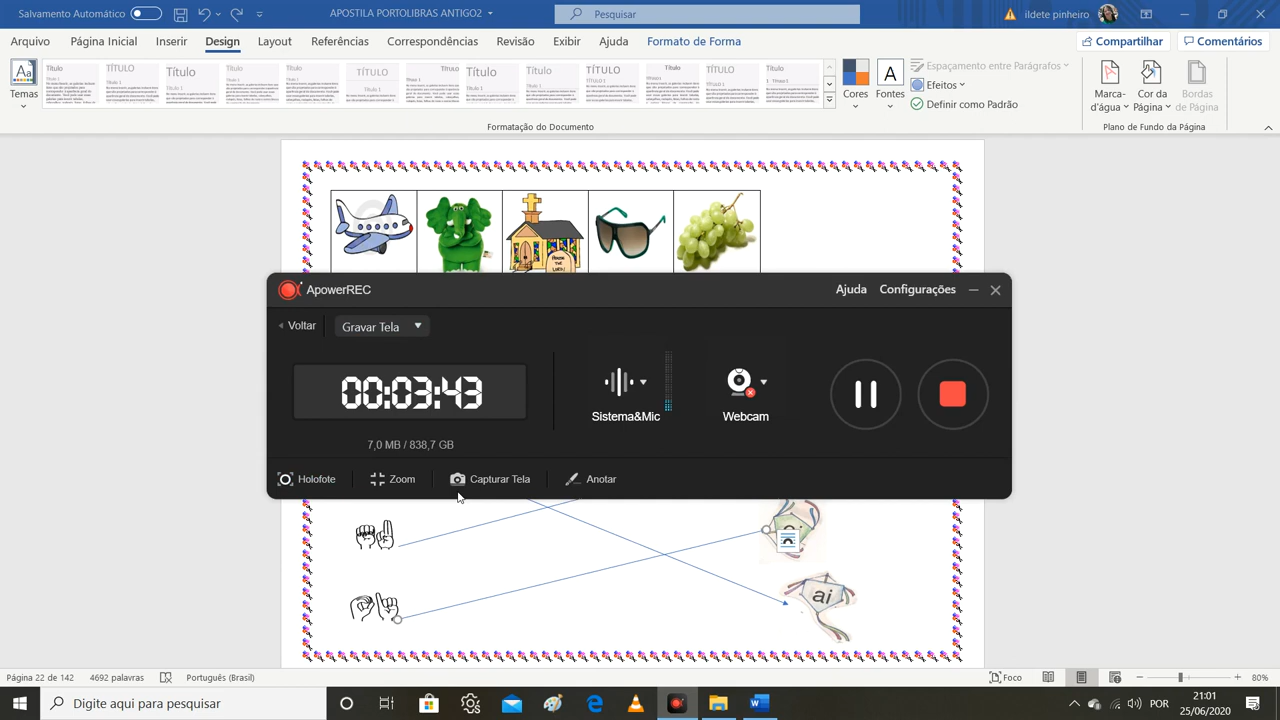 Salvamento Automático
APOSTILA PORTOLIBRAS ANTIGO2
Pesquisar
ildete pinheiro
Arquivo Página Inicial Inserir Design Layout Referências Correspondências Revisão Exibir Ajuda Formato de Forma
Compartilhar Comentários
Temas
Cores
Fontes
Espaçamento entre Parágrafos
Efeitos
Definir como Padrão
Marca-d'água
Cor da Página
Bordas de Página
Formatação do Documento
Plano de Fundo da Página
ApowerREC
Ajuda Configurações
Voltar Gravar Tela
00:03:43
7,0 MB / 838,7 GB
Sistema&Mic
Webcam
Holofote Zoom Capturar Tela Anotar
ai
Página 22 de 142 4692 palavras Português (Brasil)
Foco
80%
Digite aqui para pesquisar
POR
21:01
25/06/2020